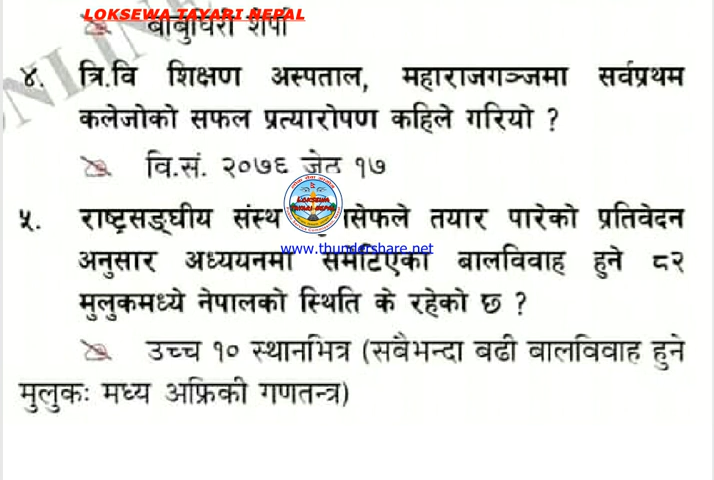 LOKSEWA TAYARI NEPAL
बाबुघिरी शेर्पा
४. त्रि.वि शिक्षण अस्पताल, महाराजगञ्जमा सर्वप्रथम
कलेजोको सफल प्रत्यारोपण कहिले गरियो ?
वि.सं. २०७६ जेठ १७
५. राष्ट्रसङ्घीय संस्था सेफले तयार पारेको प्रतिवेदन
www.thundershare.net
अनुसार अध्ययनमा समेटिएका बालविवाह हुने ८२
मुलुकमध्ये नेपालको स्थिति के रहेको छ ?
उच्च १० स्थानभित्र (सबैभन्दा बढी बालविवाह हुने
मुलुकः मध्य अफ्रिकी गणतन्त्र)